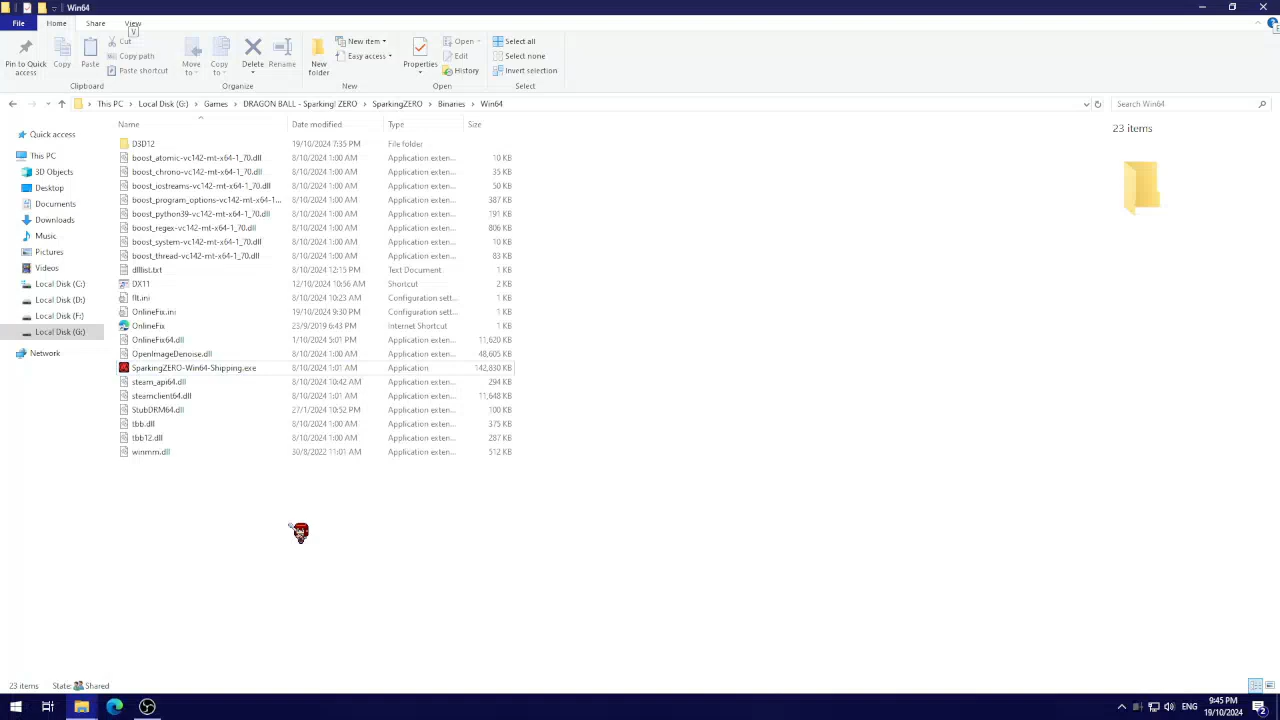 Win64
File Home Share View
V
Pin to Quick access
Copy
Paste
Cut
Copy path
Paste shortcut
Clipboard
Move to
Copy to
Delete
Rename
Organize
New folder
New item
Easy access
New
Properties
Open
Edit
History
Open
Select all
Select none
Invert selection
Select
This PC > Local Disk (G:) > Games > DRAGON BALL - Sparking! ZERO > SparkingZERO > Binaries > Win64
Search Win64
Quick access
This PC
3D Objects
Desktop
Documents
Downloads
Music
Pictures
Videos
Local Disk (C:)
Local Disk (D:)
Local Disk (F:)
Local Disk (G:)
Network
Name Date modified Type Size
D3D12 19/10/2024 7:35 PM File folder
boost_atomic-vc142-mt-x64-1_70.dll 8/10/2024 1:00 AM Application exten... 10 KB
boost_chrono-vc142-mt-x64-1_70.dll 8/10/2024 1:00 AM Application exten... 35 KB
boost_iostreams-vc142-mt-x64-1_70.dll 8/10/2024 1:00 AM Application exten... 50 KB
boost_program_options-vc142-mt-x64-1... 8/10/2024 1:00 AM Application exten... 387 KB
boost_python39-vc142-mt-x64-1_70.dll 8/10/2024 1:00 AM Application exten... 191 KB
boost_regex-vc142-mt-x64-1_70.dll 8/10/2024 1:00 AM Application exten... 806 KB
boost_system-vc142-mt-x64-1_70.dll 8/10/2024 1:00 AM Application exten... 10 KB
boost_thread-vc142-mt-x64-1_70.dll 8/10/2024 1:00 AM Application exten... 83 KB
dlllist.txt 8/10/2024 12:15 PM Text Document 1 KB
DX11 12/10/2024 10:56 AM Shortcut 2 KB
flt.ini 8/10/2024 10:23 AM Configuration sett... 1 KB
OnlineFix.ini 19/10/2024 9:30 PM Configuration sett... 1 KB
OnlineFix 23/9/2019 6:43 PM Internet Shortcut 1 KB
OnlineFix64.dll 1/10/2024 5:01 PM Application exten... 11,620 KB
OpenImageDenoise.dll 8/10/2024 1:00 AM Application exten... 48,605 KB
SparkingZERO-Win64-Shipping.exe 8/10/2024 1:01 AM Application 142,830 KB
steam_api64.dll 8/10/2024 10:42 AM Application exten... 294 KB
steamclient64.dll 8/10/2024 1:01 AM Application exten... 11,648 KB
StubDRM64.dll 27/1/2024 10:52 PM Application exten... 100 KB
tbb.dll 8/10/2024 1:00 AM Application exten... 375 KB
tbb12.dll 8/10/2024 1:00 AM Application exten... 287 KB
winmm.dll 30/8/2022 11:01 AM Application exten... 512 KB
23 items
23 items State: Shared
ENG
9:45 PM
19/10/2024
2